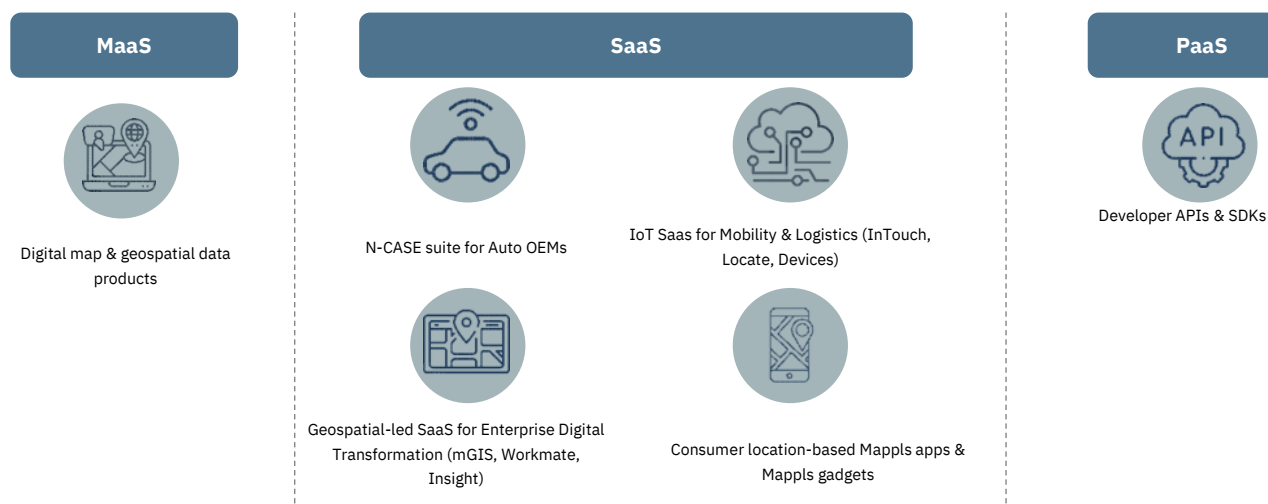 MaaS
SaaS
PaaS
Digital map & geospatial data
products
N-CASE suite for Auto OEMs
IoT Saas for Mobility & Logistics (InTouch,
Locate, Devices)
API
Developer APIs & SDKs
Geospatial-led SaaS for Enterprise Digital
Transformation (mGIS, Workmate,
Insight)
Consumer location-based Mappls apps &
Mappls gadgets